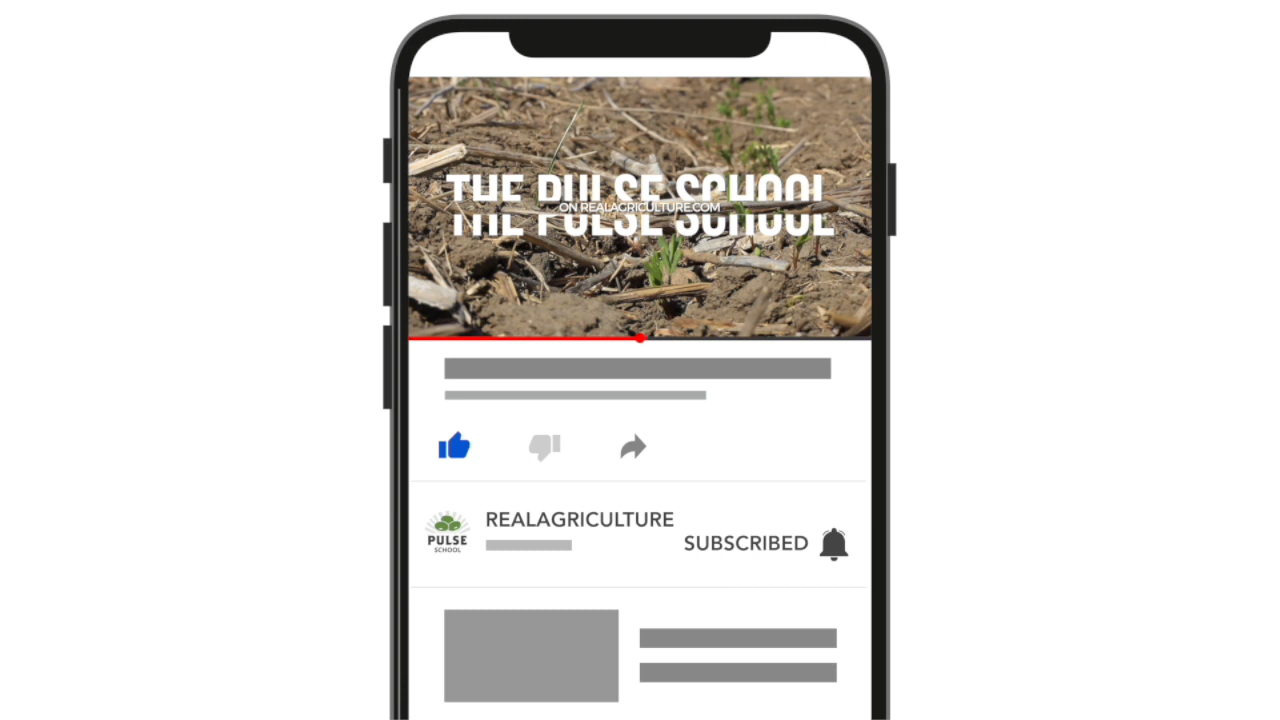 THE PULSE SCHOOL
ON REALAGRICULTURE.COM
PULSE
SCHOOL
REALAGRICULTURE
SUBSCRIBED